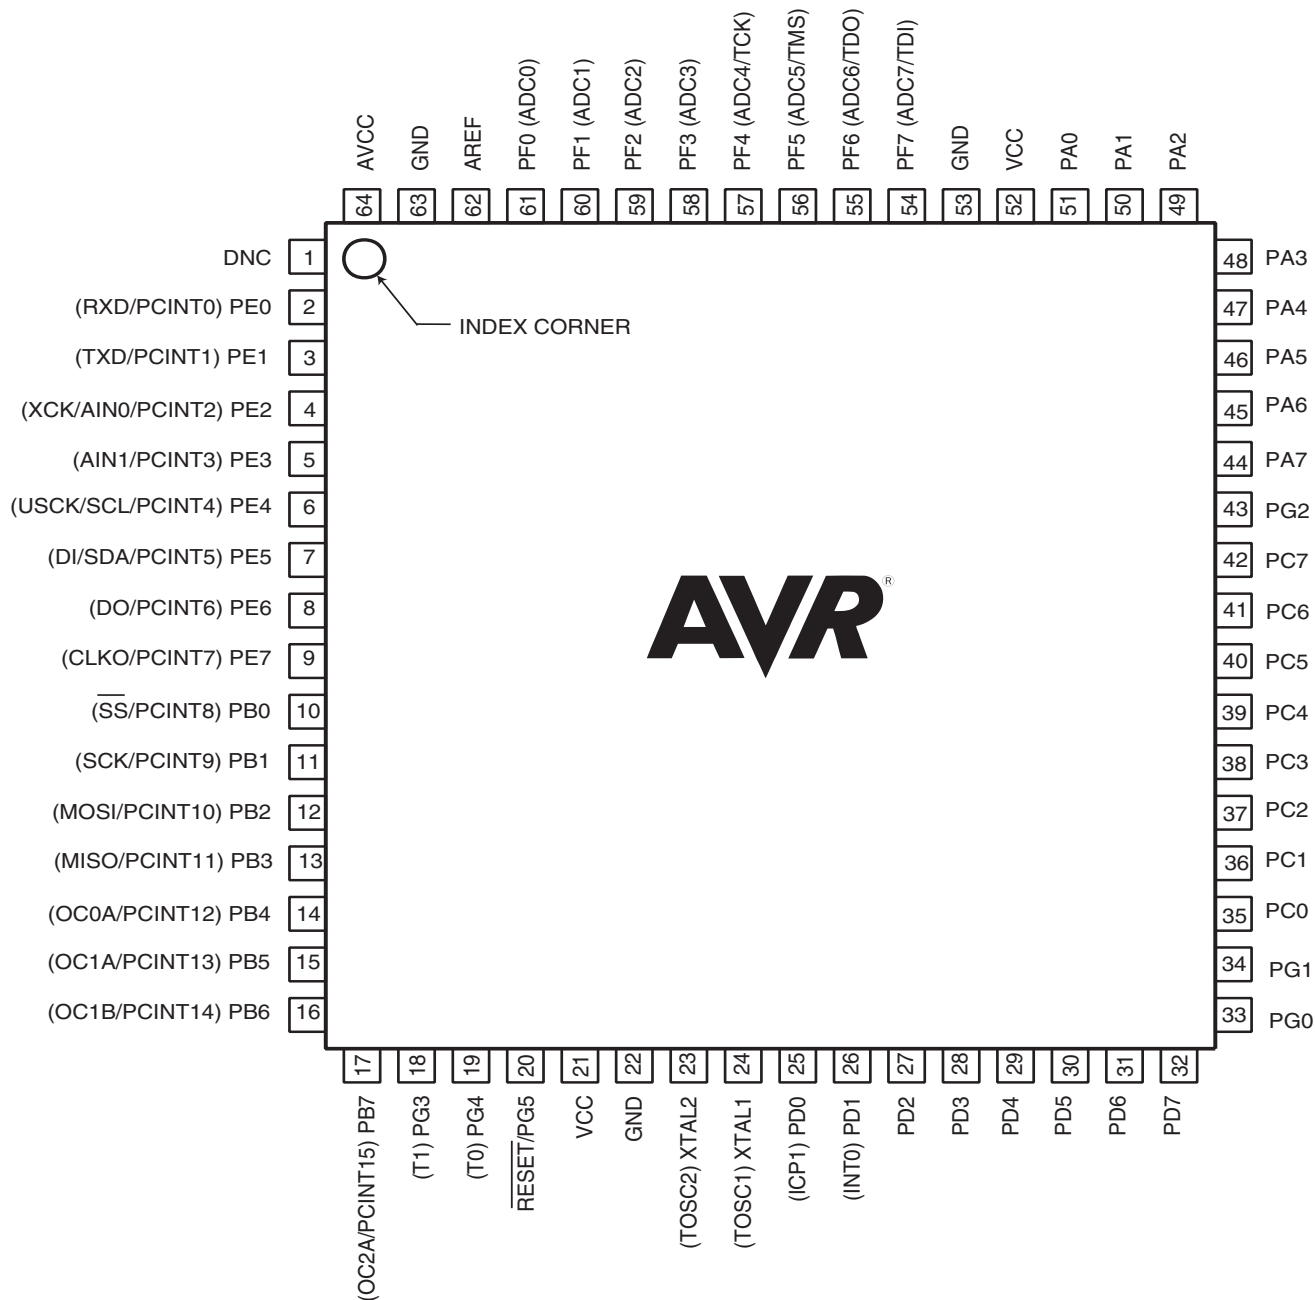 AVCC
GND
AREF
PF0 (ADC0)
PF1 (ADC1)
PF2 (ADC2)
PF3 (ADC3)
PF4 (ADC4/TCK)
PF5 (ADC5/TMS)
PF6 (ADC6/TDO)
PF7 (ADC7/TDI)
GND
VCC
PA0
PA1
PA2
64
63
62
61
60
59
58
57
56
55
54
53
52
51
50
49
DNC 1
(RXD/PCINT0) PE0 2
(TXD/PCINT1) PE1 3
(XCK/AIN0/PCINT2) PE2 4
(AIN1/PCINT3) PE3 5
(USCK/SCL/PCINT4) PE4 6
(DI/SDA/PCINT5) PE5 7
(DO/PCINT6) PE6 8
(CLKO/PCINT7) PE7 9
(SS/PCINT8) PB0 10
(SCK/PCINT9) PB1 11
(MOSI/PCINT10) PB2 12
(MISO/PCINT11) PB3 13
(OC0A/PCINT12) PB4 14
(OC1A/PCINT13) PB5 15
(OC1B/PCINT14) PB6 16
INDEX CORNER
AVR®
48 PA3
47 PA4
46 PA5
45 PA6
44 PA7
43 PG2
42 PC7
41 PC6
40 PC5
39 PC4
38 PC3
37 PC2
36 PC1
35 PC0
34 PG1
33 PG0
17
18
19
20
21
22
23
24
25
26
27
28
29
30
31
32
(OC2A/PCINT15) PB7
(T1) PG3
(T0) PG4
RESET/PG5
VCC
GND
(TOSC2) XTAL2
(TOSC1) XTAL1
(ICP1) PD0
(INT0) PD1
PD2
PD3
PD4
PD5
PD6
PD7